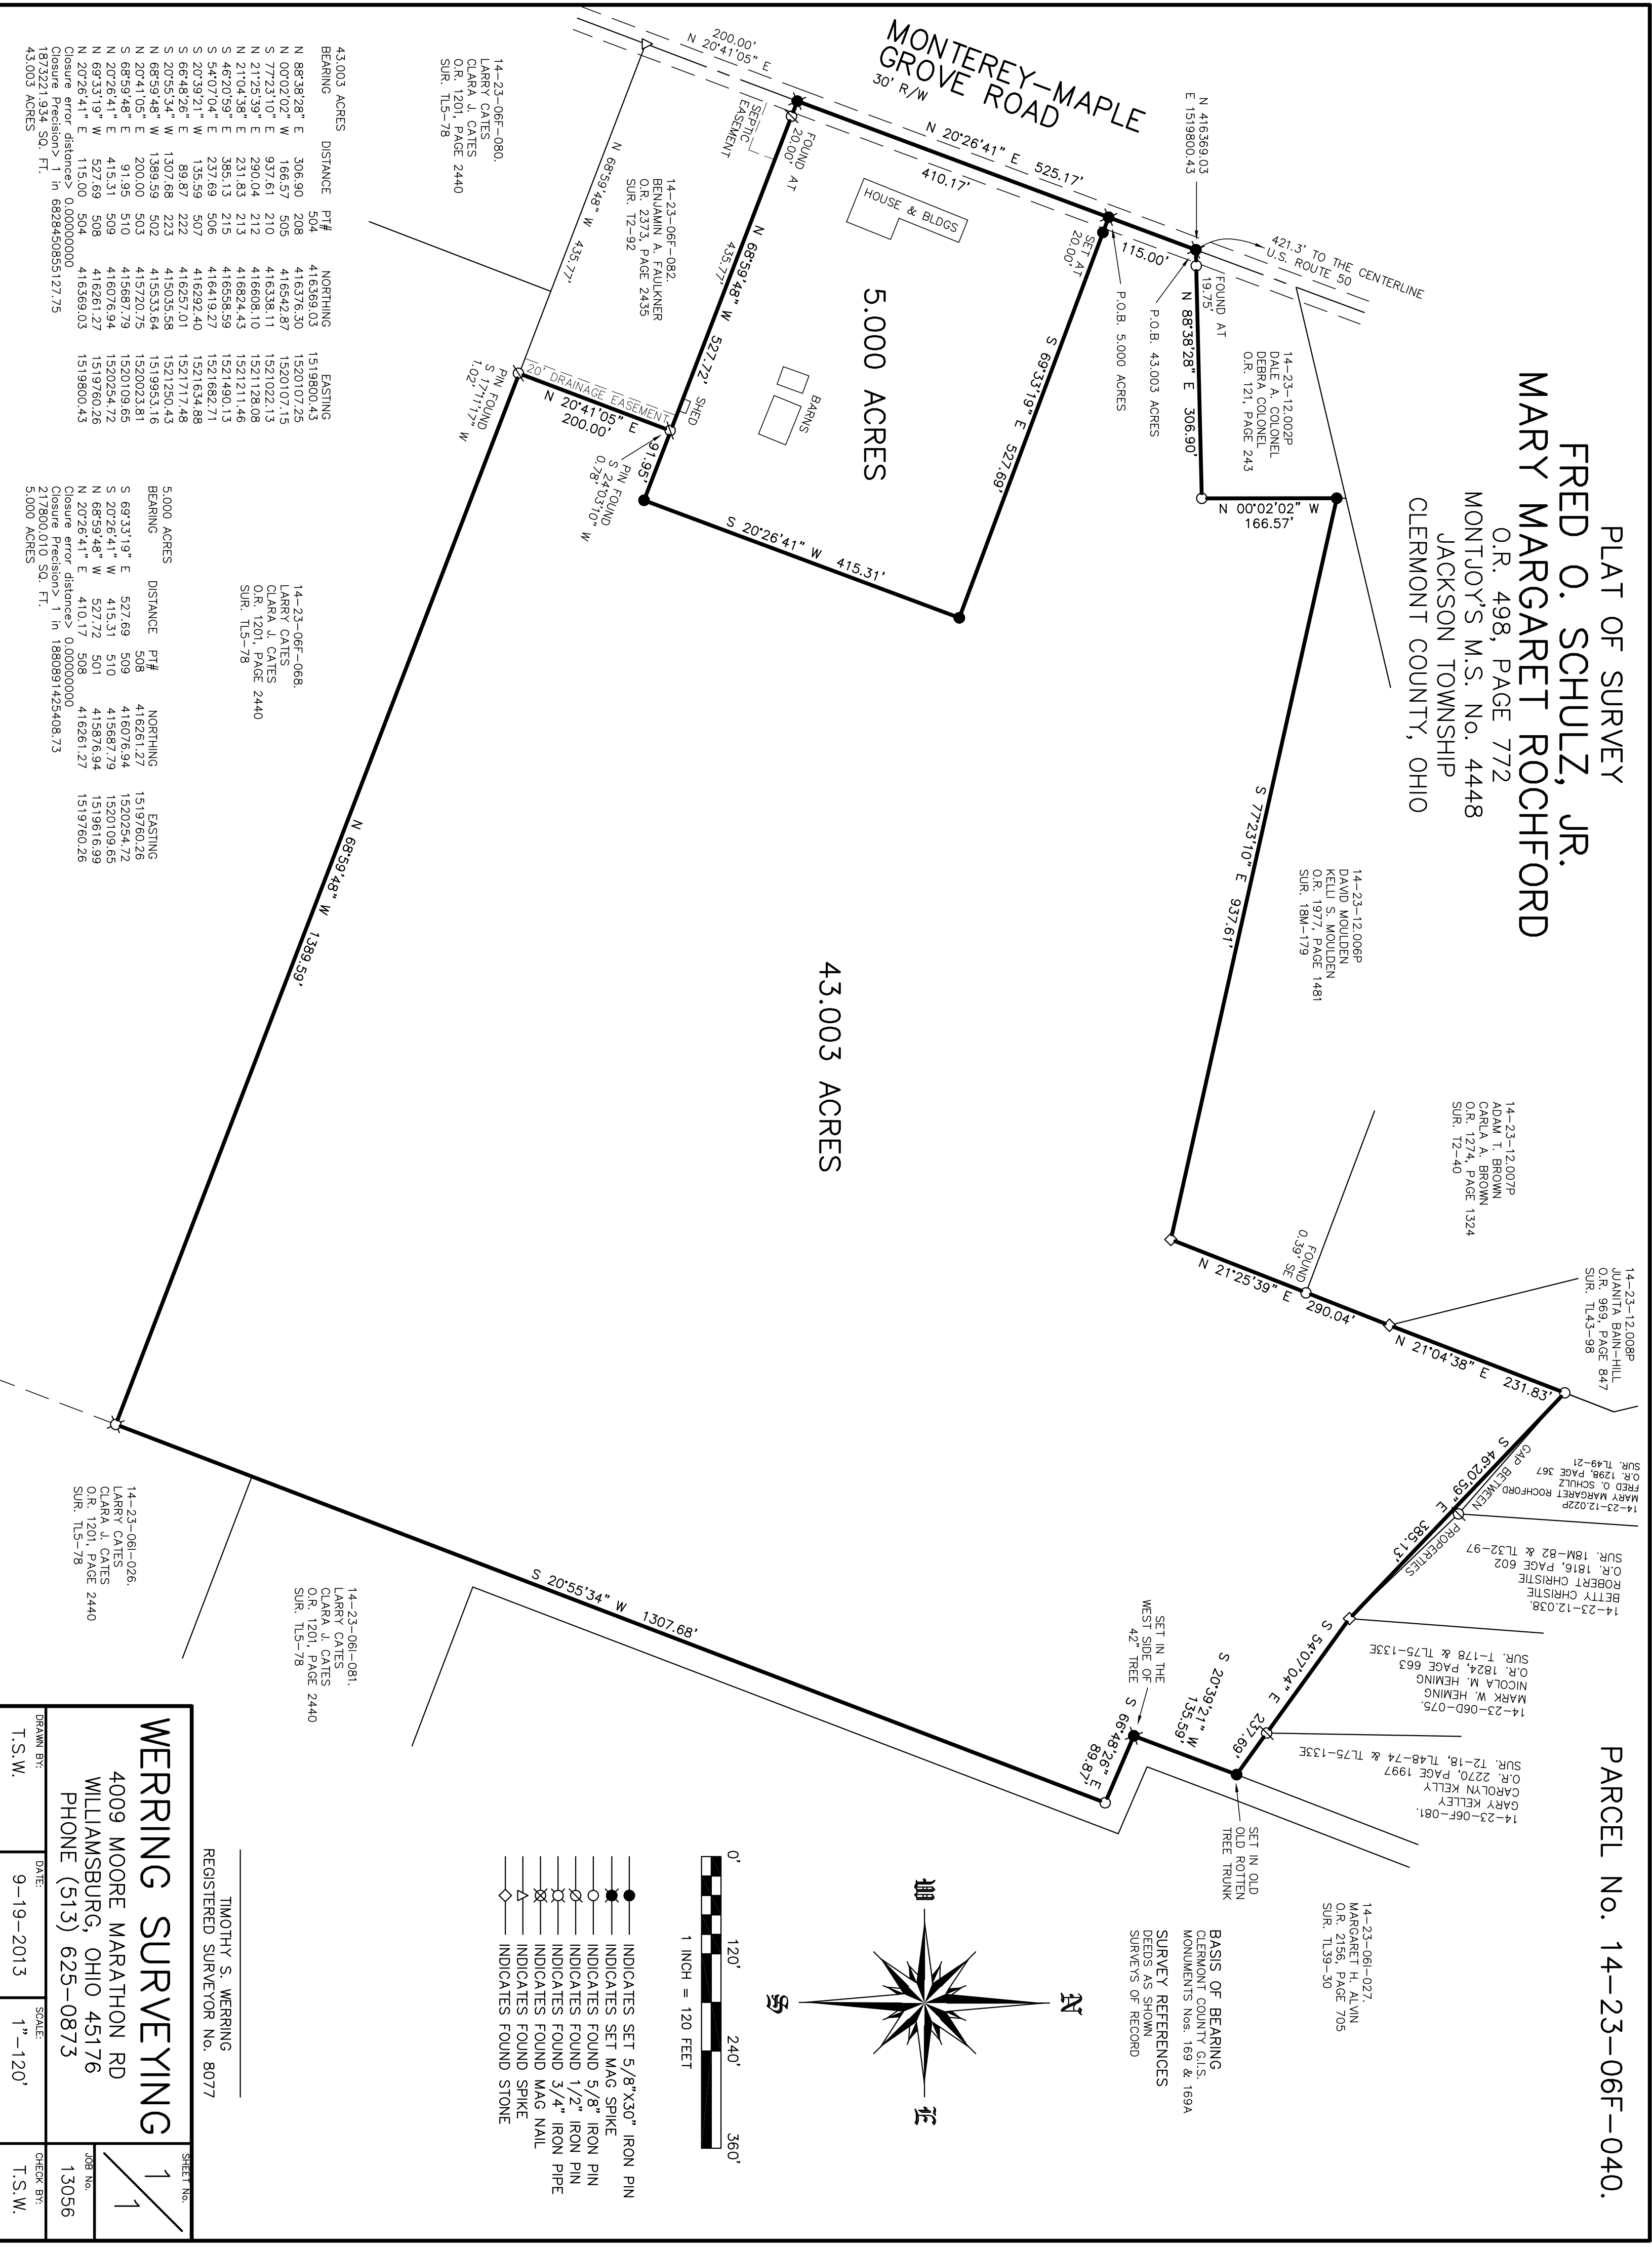 PLAT OF SURVEY
FRED O. SCHULZ, JR.
MARY MARGARET ROCHFORD
O.R. 498, PAGE 772
MONTJOY'S M.S. No. 4448
JACKSON TOWNSHIP
CLERMONT COUNTY, OHIO
PARCEL No. 14-23-06F-040.
MONTEREY-MAPLE
GROVE ROAD
30' R/W
N 416369.03
E 1519800.43
421.3' TO THE CENTERLINE
U.S. ROUTE 50
200.00'
N 20°41'05" E
N 20°26'41" E 525.17'
410.17'
115.00'
FOUND AT
19.75'
N 88°38'28" E 306.90'
N 00°02'02" W
166.57'
P.O.B. 43.003 ACRES
P.O.B. 5.000 ACRES
SET AT
20.00'
S 69°33'19" E 527.69'
HOUSE & BLDGS
5.000 ACRES
BARNS
SHED
S 20°26'41" W 415.31'
FOUND AT
20.00'
SEPTIC
EASEMENT
N 68°59'48" W 527.72'
435.77'
91.95'
PIN FOUND
S 24°03'10" W
0.78'
20' DRAINAGE EASEMENT
N 20°41'05" E
200.00'
PIN FOUND
S 17°11'17" W
1.02'
N 68°59'48" W 435.77'
14-23-12.002P
DALE A. COLONEL
DEBRA COLONEL
O.R. 121, PAGE 243
14-23-06F-082.
BENJAMIN A. FAULKNER
O.R. 2373, PAGE 2435
SUR. T2-92
14-23-06F-080.
LARRY CATES
CLARA J. CATES
O.R. 1201, PAGE 2440
SUR. TL5-78
14-23-06F-068.
LARRY CATES
CLARA J. CATES
O.R. 1201, PAGE 2440
SUR. TL5-78
S 77°23'10" E 937.61'
14-23-12.006P
DAVID MOULDEN
KELLI S. MOULDEN
O.R. 1977, PAGE 1481
SUR. 18M-179
43.003 ACRES
N 68°59'48" W 1389.59'
14-23-12.007P
ADAM T. BROWN
CARLA A. BROWN
O.R. 1274, PAGE 1324
SUR. T2-40
FOUND
0.39' SE
N 21°25'39" E 290.04'
14-23-12.008P
JUANITA BAIN-HILL
O.R. 969, PAGE 847
SUR. TL43-98
N 21°04'38" E 231.83'
S 46°20'59" E 385.13'
GAP BETWEEN PROPERTIES
14-23-12.022P
MARY MARGARET ROCHFORD
FRED O. SCHULZ
O.R. 1298, PAGE 367
SUR. TL49-21
14-23-12.038.
BETTY CHRISTIE
ROBERT CHRISTIE
O.R. 1816, PAGE 602
SUR. 18M-82 & TL32-97
S 54°07'04" E 237.69'
14-23-06D-075.
MARK W. HEMING
NICOLA M. HEMING
O.R. 1824, PAGE 663
SUR. T-178 & TL75-133E
14-23-06F-081.
GARY KELLEY
CAROLYN KELLY
O.R. 2270, PAGE 1997
SUR. T2-18, TL48-74 & TL75-133E
SET IN OLD
OLD ROTTEN
TREE TRUNK
S 20°39'21" W
135.59'
SET IN THE
WEST SIDE OF
42" TREE
S 66°48'26" E
89.87'
S 20°55'34" W 1307.68'
14-23-06I-027.
MARGARET H. ALVIN
O.R. 2156, PAGE 705
SUR. TL39-30
14-23-06I-081.
LARRY CATES
CLARA J. CATES
O.R. 1201, PAGE 2440
SUR. TL5-78
14-23-06I-026.
LARRY CATES
CLARA J. CATES
O.R. 1201, PAGE 2440
SUR. TL5-78
BASIS OF BEARING
CLERMONT COUNTY G.I.S.
MONUMENTS Nos. 169 & 169A
SURVEY REFERENCES
DEEDS AS SHOWN
SURVEYS OF RECORD
N
W
E
S
0' 120' 240' 360'
1 INCH = 120 FEET
INDICATES SET 5/8"X30" IRON PIN
INDICATES SET MAG SPIKE
INDICATES FOUND 5/8" IRON PIN
INDICATES FOUND 1/2" IRON PIN
INDICATES FOUND 3/4" IRON PIPE
INDICATES FOUND MAG NAIL
INDICATES FOUND SPIKE
INDICATES FOUND STONE
43.003 ACRES
BEARING DISTANCE PT# NORTHING EASTING
504 416369.03 1519800.43
N 88°38'28" E 306.90 208 416376.30 1520107.25
N 00°02'02" W 166.57 505 416542.87 1520107.15
S 77°23'10" E 937.61 210 416338.11 1521022.13
N 21°25'39" E 290.04 212 416608.10 1521128.08
N 21°04'38" E 231.83 213 416824.43 1521211.46
S 46°20'59" E 385.13 215 416558.59 1521490.13
S 54°07'04" E 237.69 506 416419.27 1521682.71
S 20°39'21" W 135.59 507 416292.40 1521634.88
S 66°48'26" E 89.87 222 416257.01 1521717.48
S 20°55'34" W 1307.68 223 415035.58 1521250.43
N 68°59'48" W 1389.59 502 415533.64 1519953.16
N 20°41'05" E 200.00 503 415720.75 1520023.81
S 68°59'48" E 91.95 510 415687.79 1520109.65
N 20°26'41" E 415.31 509 416076.94 1520254.72
N 69°33'19" W 527.69 508 416261.27 1519760.26
N 20°26'41" E 115.00 504 416369.03 1519800.43
Closure error distance> 0.00000000
Closure Precision> 1 in 6828450855127.75
1873221.934 SQ. FT.
43.003 ACRES
5.000 ACRES
BEARING DISTANCE PT# NORTHING EASTING
508 416261.27 1519760.26
S 69°33'19" E 527.69 509 416076.94 1520254.72
S 20°26'41" W 415.31 510 415687.79 1520109.65
N 68°59'48" W 527.72 501 415876.94 1519616.99
N 20°26'41" E 410.17 508 416261.27 1519760.26
Closure error distance> 0.00000000
Closure Precision> 1 in 1880891425408.73
217800.010 SQ. FT.
5.000 ACRES
TIMOTHY S. WERRING
REGISTERED SURVEYOR No. 8077
WERRING SURVEYING
4009 MOORE MARATHON RD
WILLIAMSBURG, OHIO 45176
PHONE (513) 625-0873
SHEET No.
1/1
JOB No.
13056
DRAWN BY:
T.S.W.
DATE:
9-19-2013
SCALE:
1"-120'
CHECK BY:
T.S.W.